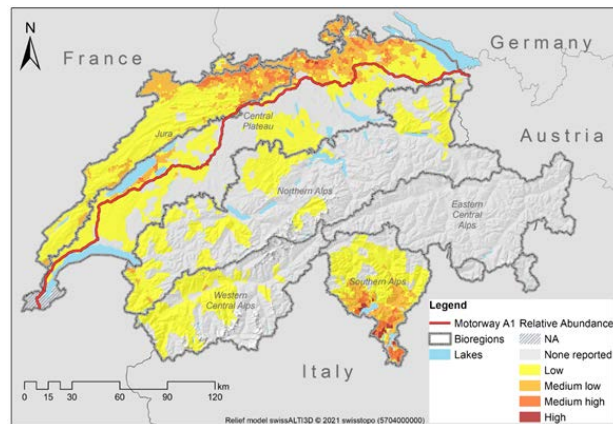 N
France
Germany
Austria
Italy
Jura
Central
Plateau
Northern Alps
Eastern
Central
Alps
Western
Central Alps
Southern Alps
Legend
Motorway A1
Bioregions
Lakes
Relative Abundance
NA
None reported
Low
Medium low
Medium high
High
0 15 30 60 90 120
km
Relief model swissALTI3D © 2021 swisstopo (5704000000)